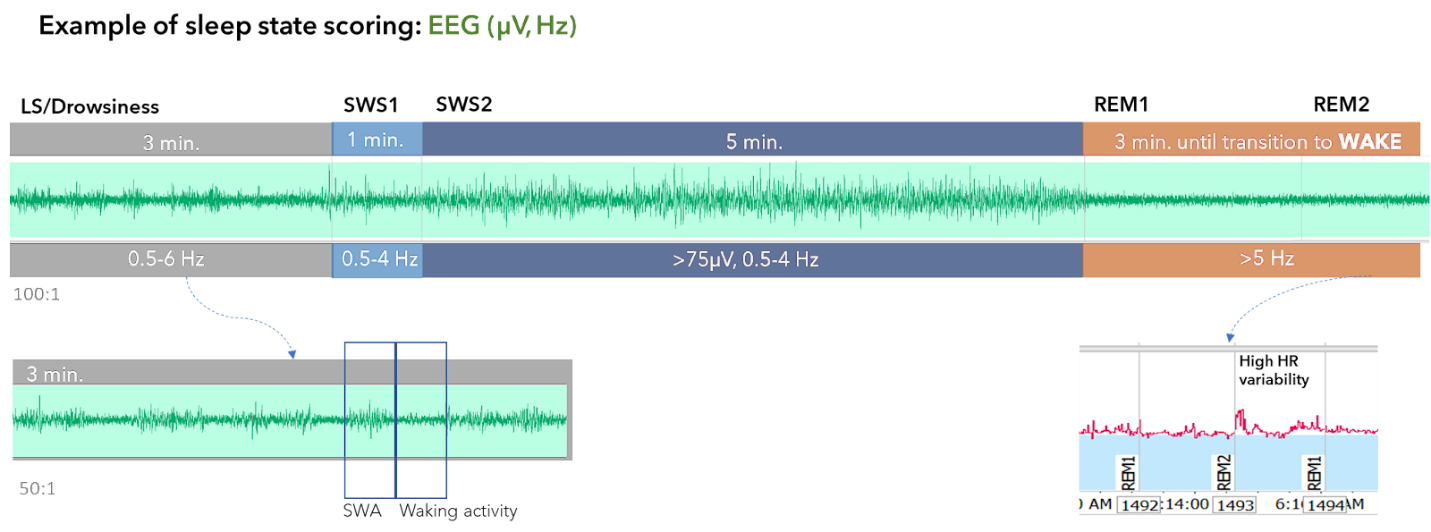 Example of sleep state scoring: EEG (µV, Hz)
LS/Drowsiness SWS1 SWS2 REM1 REM2
3 min. 1 min. 5 min. 3 min. until transition to WAKE
0.5-6 Hz 0.5-4 Hz >75µV, 0.5-4 Hz >5 Hz
100:1
3 min.
50:1
SWA Waking activity
High HR
variability
REM1 REM2 REM1
AM 1492 :14:00 1493 1494 AM